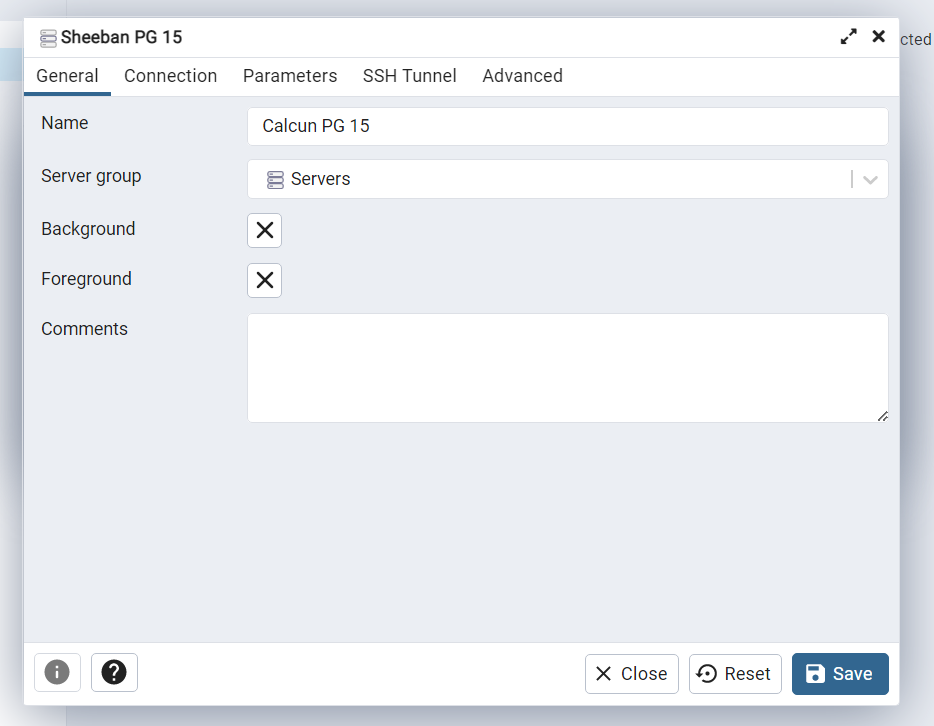 Sheeban PG 15
cted
General Connection Parameters SSH Tunnel Advanced
Name Calcun PG 15
Server group Servers
Background
Foreground
Comments
Close Reset Save